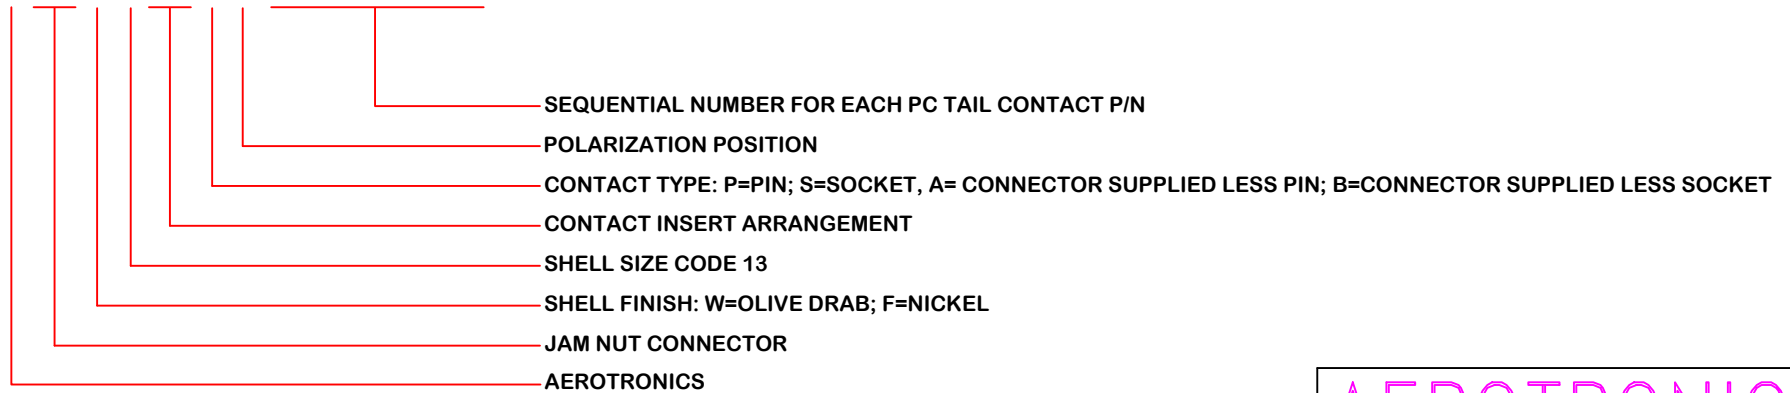 SEQUENTIAL NUMBER FOR EACH PC TAIL CONTACT P/N
POLARIZATION POSITION
CONTACT TYPE: P=PIN; S=SOCKET, A= CONNECTOR SUPPLIED LESS PIN; B=CONNECTOR SUPPLIED LESS SOCKET
CONTACT INSERT ARRANGEMENT
SHELL SIZE CODE 13
SHELL FINISH: W=OLIVE DRAB; F=NICKEL
JAM NUT CONNECTOR
AEROTRONICS